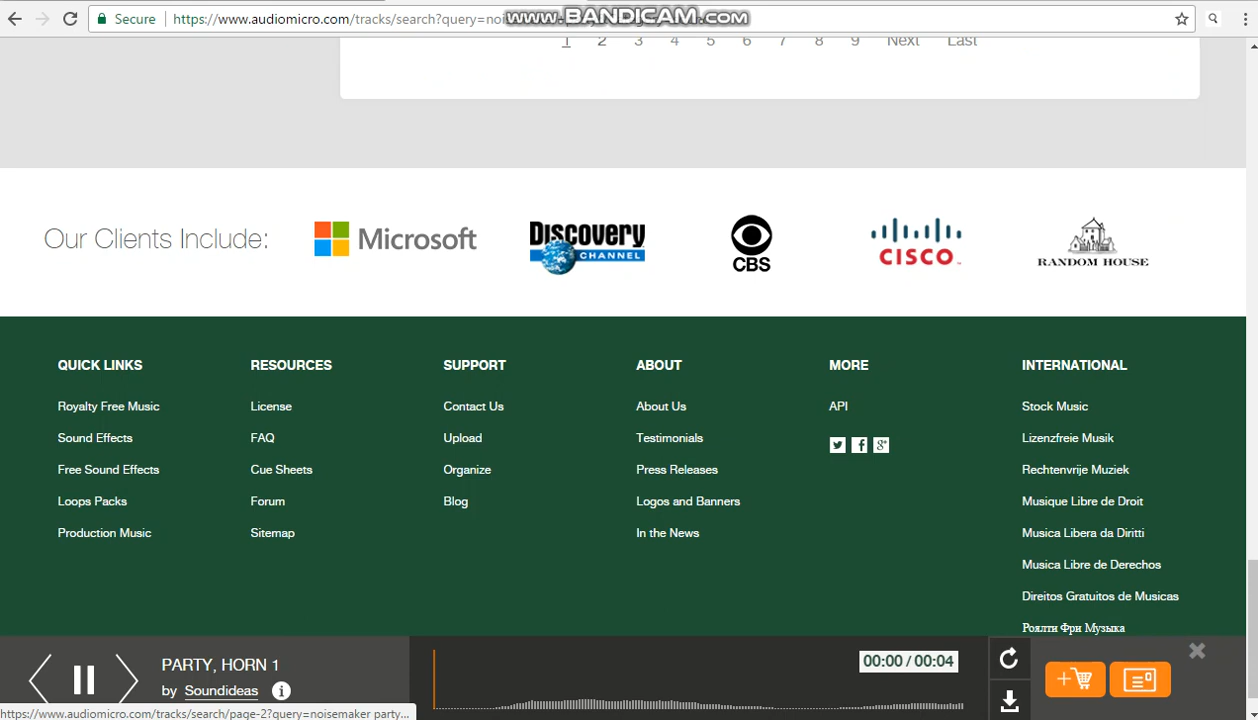 Secure https://www.audiomicro.com/tracks/search?query=noi
www.BANDICAM.com
1 2 3 4 5 6 7 8 9 Next Last
Our Clients Include:
Microsoft
Discovery
CHANNEL
CBS
CISCO
RANDOM HOUSE
QUICK LINKS
Royalty Free Music
Sound Effects
Free Sound Effects
Loops Packs
Production Music
RESOURCES
License
FAQ
Cue Sheets
Forum
Sitemap
SUPPORT
Contact Us
Upload
Organize
Blog
ABOUT
About Us
Testimonials
Press Releases
Logos and Banners
In the News
MORE
API
INTERNATIONAL
Stock Music
Lizenzfreie Musik
Rechtenvrije Muziek
Musique Libre de Droit
Musica Libera da Diritti
Musica Libre de Derechos
Direitos Gratuitos de Musicas
Роялти Фри Музыка
PARTY, HORN 1
by Soundideas
00:00 / 00:04
https://www.audiomicro.com/tracks/search/page-2?query=noisemaker party...